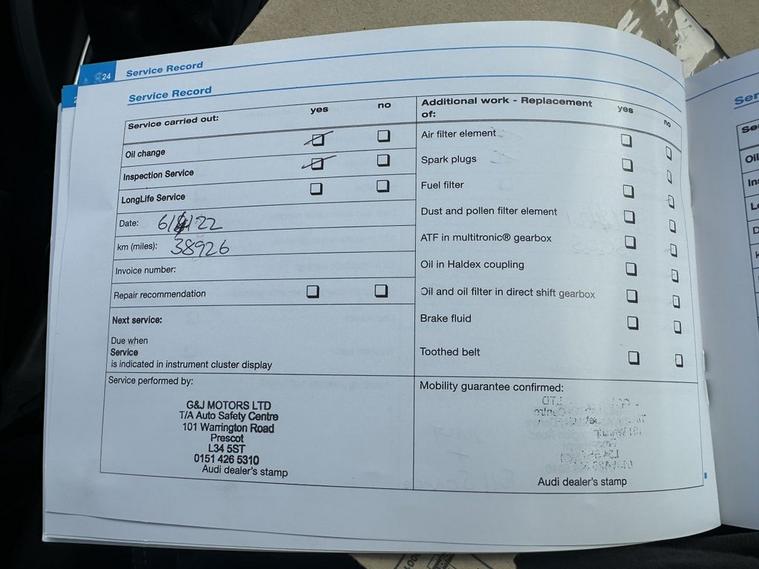 24 Service Record
Service Record
Service carried out: yes no
Oil change
Inspection Service
LongLife Service
Date:
km (miles): 38926
Invoice number:
Repair recommendation
Next service:
Due when
Service
is indicated in instrument cluster display
Service performed by:
G&J MOTORS LTD
T/A Auto Safety Centre
101 Warrington Road
Prescot
L34 5ST
0151 426 5310
Audi dealer's stamp
Additional work - Replacement of: yes no
Air filter element
Spark plugs
Fuel filter
Dust and pollen filter element
ATF in multitronic® gearbox
Oil in Haldex coupling
Oil and oil filter in direct shift gearbox
Brake fluid
Toothed belt
Mobility guarantee confirmed:
Audi dealer's stamp